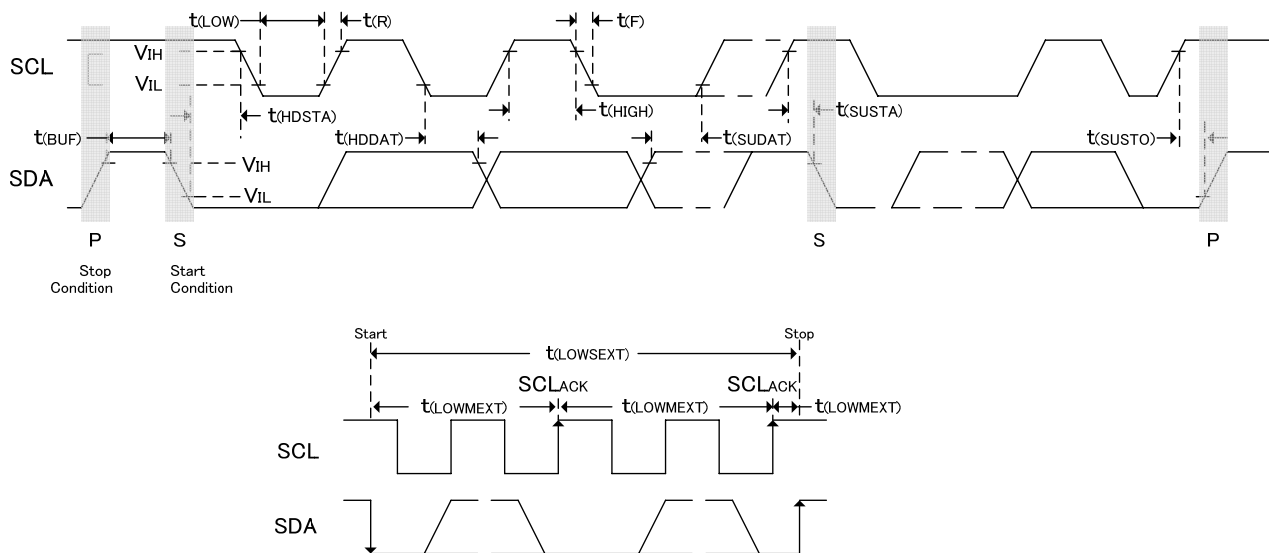 t(LOW) t(R) t(F)
SCL VIH
VIL
t(HDSTA) t(HIGH) t(SUSTA)
t(BUF) t(HDDAT) t(SUDAT) t(SUSTO)
SDA VIH
VIL
P S S P
Stop Condition
Start Condition
Start Stop
t(LOWSEXT)
SCLACK SCLACK
t(LOWMEXT) t(LOWMEXT) t(LOWMEXT)
SCL
SDA